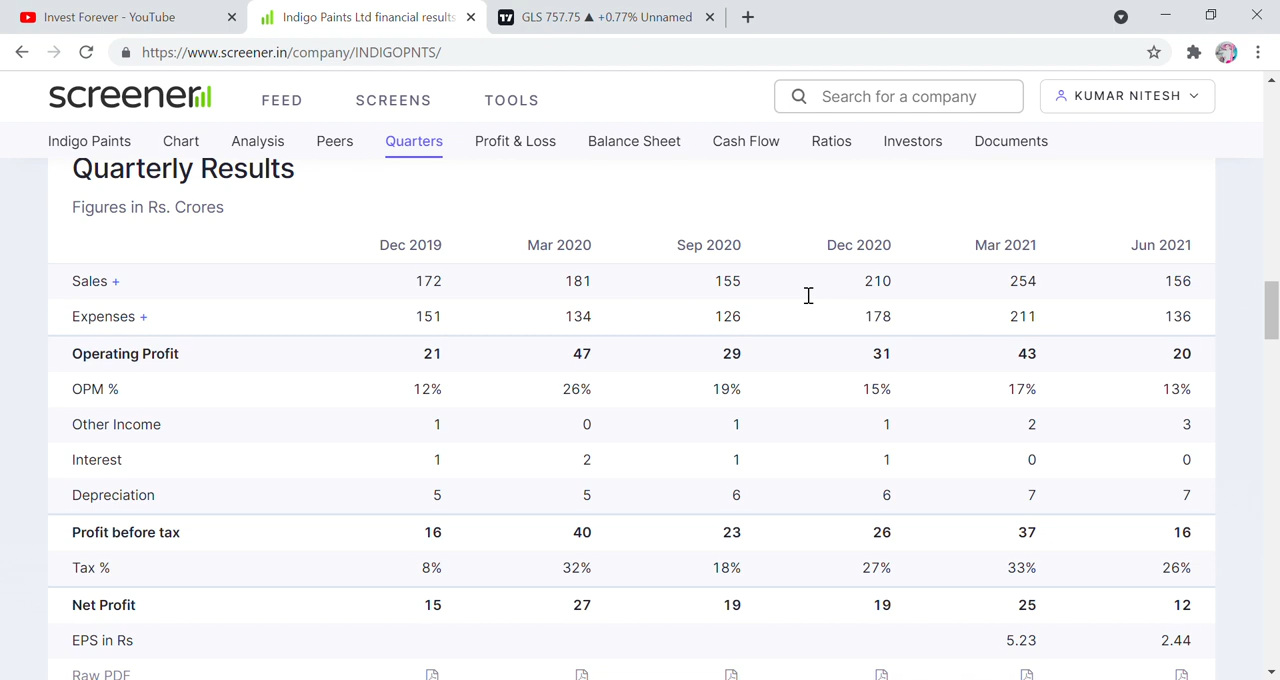 Invest Forever - YouTube
Indigo Paints Ltd financial results
GLS 757.75 ▲ +0.77% Unnamed
https://www.screener.in/company/INDIGOPNTS/
screener
FEED SCREENS TOOLS
Search for a company
KUMAR NITESH
Indigo Paints Chart Analysis Peers Quarters Profit & Loss Balance Sheet Cash Flow Ratios Investors Documents
Quarterly Results
Figures in Rs. Crores
Dec 2019 Mar 2020 Sep 2020 Dec 2020 Mar 2021 Jun 2021
Sales + 172 181 155 210 254 156
Expenses + 151 134 126 178 211 136
Operating Profit 21 47 29 31 43 20
OPM % 12% 26% 19% 15% 17% 13%
Other Income 1 0 1 1 2 3
Interest 1 2 1 1 0 0
Depreciation 5 5 6 6 7 7
Profit before tax 16 40 23 26 37 16
Tax % 8% 32% 18% 27% 33% 26%
Net Profit 15 27 19 19 25 12
EPS in Rs 5.23 2.44
Raw PDF